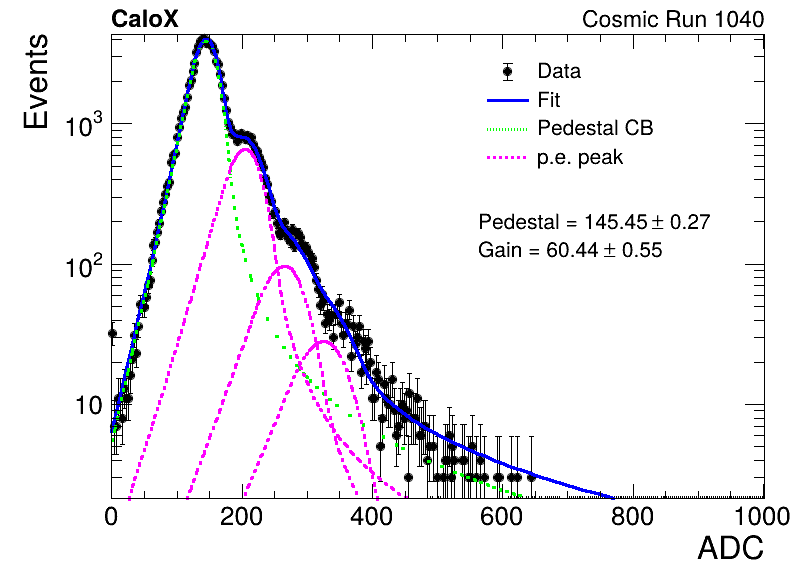 CaloX Cosmic Run 1040
Events
10³
10²
10
Data
Fit
Pedestal CB
p.e. peak
Pedestal = 145.45 ± 0.27
Gain = 60.44 ± 0.55
0 200 400 600 800 1000
ADC